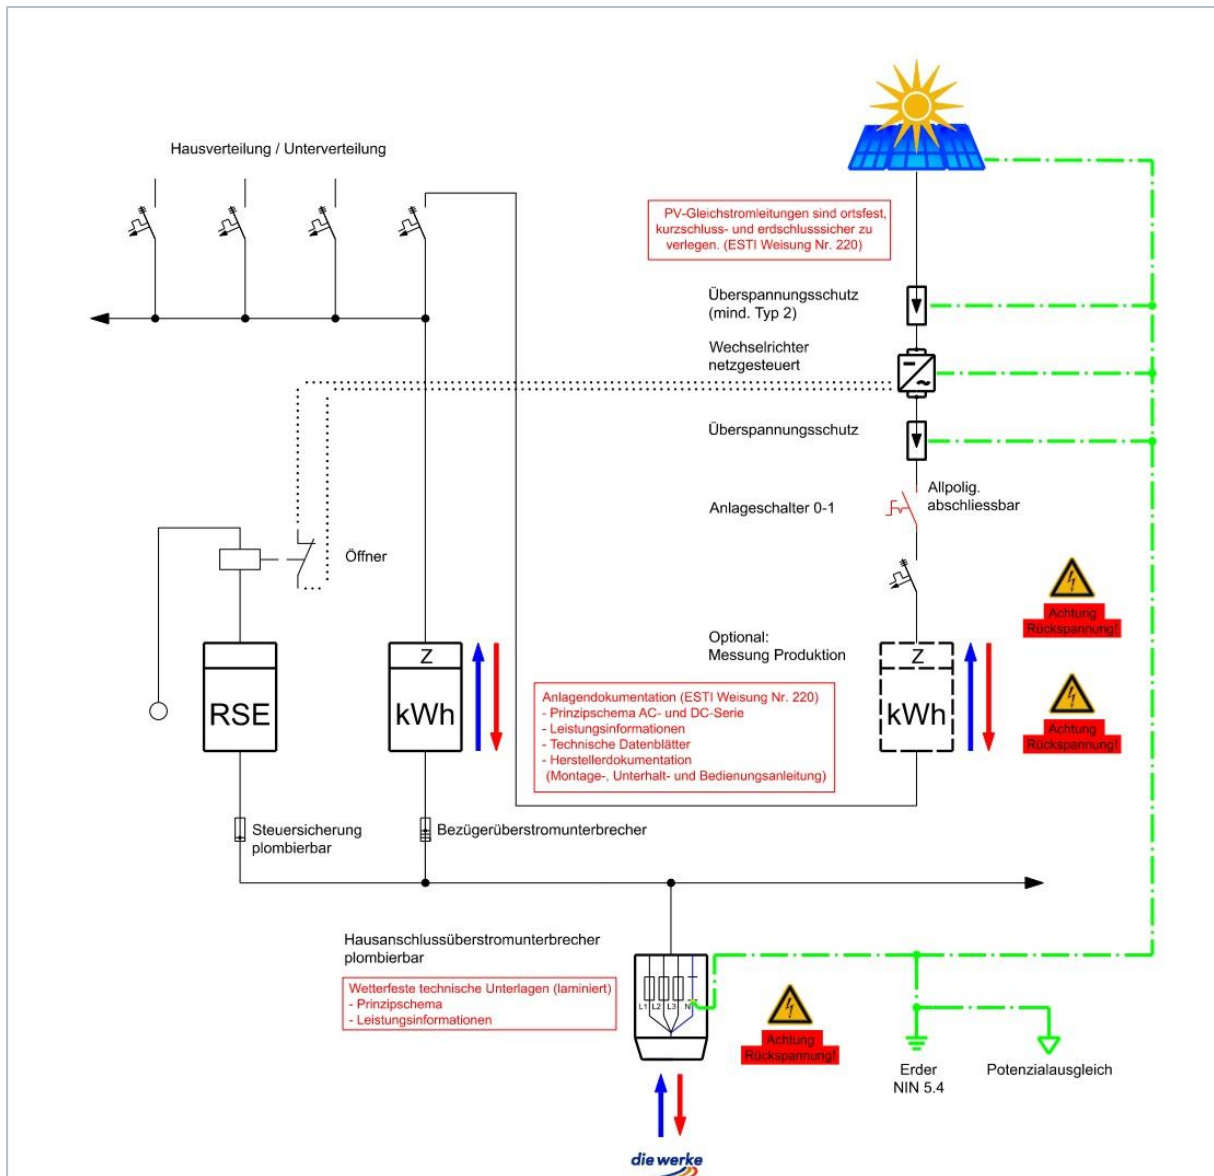 Hausverteilung / Unterverteilung
PV-Gleichstromleitungen sind ortsfest,
kurzschluss- und erdschlusssicher zu
verlegen. (ESTI Weisung Nr. 220)
Überspannungsschutz
(mind. Typ 2)
Wechselrichter
netzgesteuert
Überspannungsschutz
Allpolig.
abschliessbar
Anlageschalter 0-1
Öffner
Achtung
Rückspannung!
Optional:
Messung Produktion
RSE
Z
kWh
Z
kWh
Anlagendokumentation (ESTI Weisung Nr. 220)
- Prinzipschema AC- und DC-Serie
- Leistungsinformationen
- Technische Datenblätter
- Herstellerdokumentation
(Montage-, Unterhalt- und Bedienungsanleitung)
Achtung
Rückspannung!
Steuersicherung
plombierbar
Bezügerüberstromunterbrecher
Hausanschlussüberstromunterbrecher
plombierbar
Wetterfeste technische Unterlagen (laminiert)
- Prinzipschema
- Leistungsinformationen
L1 L2 L3 N
Achtung
Rückspannung!
Erder
NIN 5.4
Potenzialausgleich
die werke